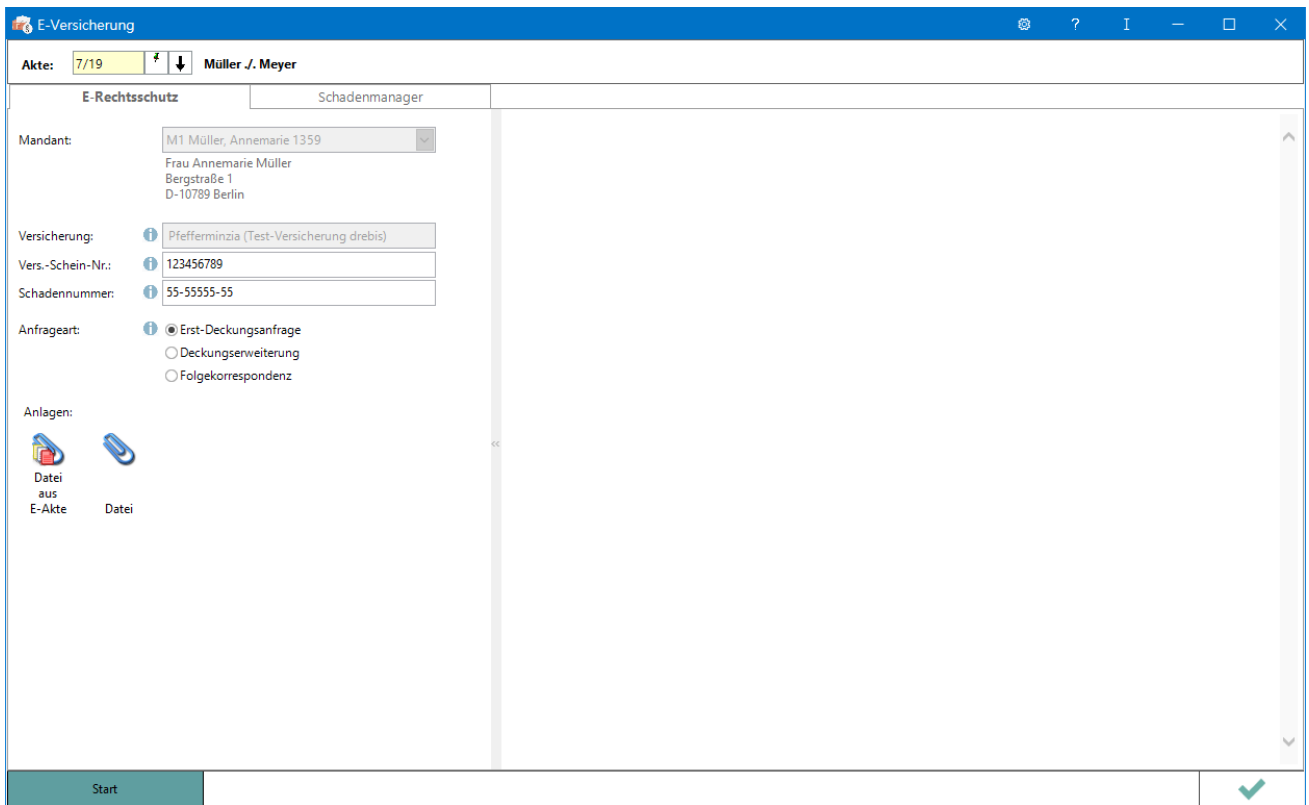 E-Versicherung
Akte: 7/19 Müller ./. Meyer
E-Rechtsschutz Schadenmanager
Mandant: M1 Müller, Annemarie 1359
Frau Annemarie Müller
Bergstraße 1
D-10789 Berlin
Versicherung: Pfefferminzia (Test-Versicherung drebis)
Vers.-Schein-Nr.: 123456789
Schadennummer: 55-55555-55
Anfrageart: Erst-Deckungsanfrage
Deckungserweiterung
Folgekorrespondenz
Anlagen:
Datei
aus
E-Akte Datei
Start